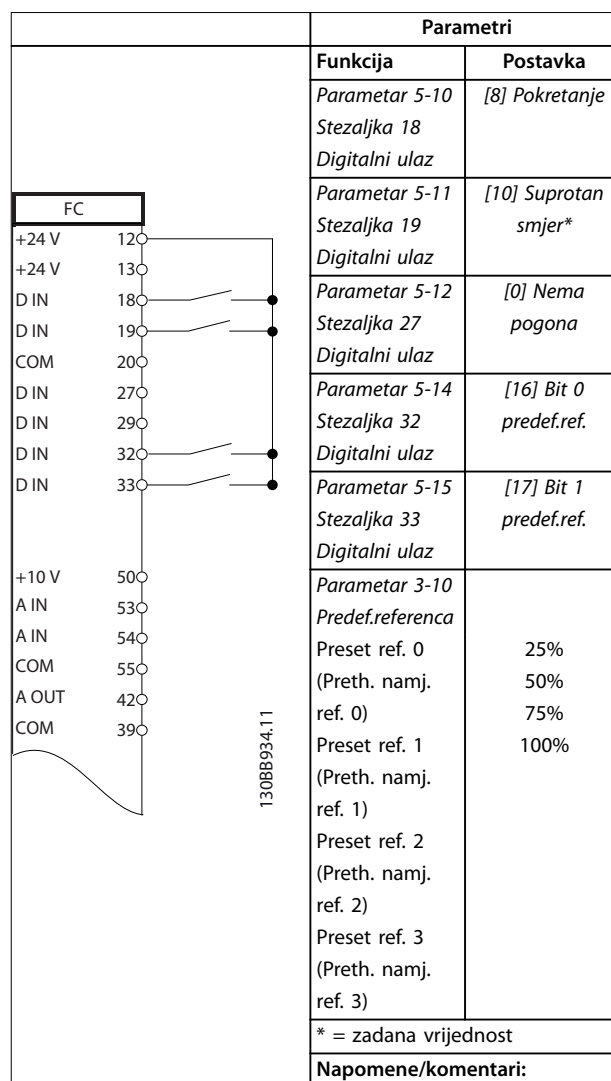 FC
+24 V 12
+24 V 13
D IN 18
D IN 19
COM 20
D IN 27
D IN 29
D IN 32
D IN 33
+10 V 50
A IN 53
A IN 54
COM 55
A OUT 42
COM 39
130BB934.11
Parametri
Funkcija Postavka
Parametar 5-10 [8] Pokretanje
Stezaljka 18
Digitalni ulaz
Parametar 5-11 [10] Suprotan
Stezaljka 19 smjer*
Digitalni ulaz
Parametar 5-12 [0] Nema
Stezaljka 27 pogona
Digitalni ulaz
Parametar 5-14 [16] Bit 0
Stezaljka 32 predef.ref.
Digitalni ulaz
Parametar 5-15 [17] Bit 1
Stezaljka 33 predef.ref.
Digitalni ulaz
Parametar 3-10
Predef.referenca
Preset ref. 0 25%
(Preth. namj. 50%
ref. 0) 75%
Preset ref. 1 100%
(Preth. namj.
ref. 1)
Preset ref. 2
(Preth. namj.
ref. 2)
Preset ref. 3
(Preth. namj.
ref. 3)
* = zadana vrijednost
Napomene/komentari: